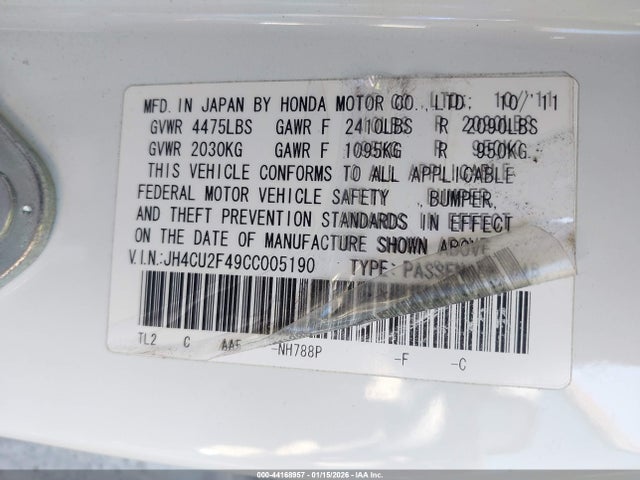 MFD. IN JAPAN BY HONDA MOTOR CO., LTD. 10/'11
GVWR 4475LBS GAWR F 2410LBS R 2090LBS
GVWR 2030KG GAWR F 1095KG R 950KG
THIS VEHICLE CONFORMS TO ALL APPLICABLE
FEDERAL MOTOR VEHICLE SAFETY, BUMPER,
AND THEFT PREVENTION STANDARDS IN EFFECT
ON THE DATE OF MANUFACTURE SHOWN ABOVE
V.I.N.:JH4CU2F49CC005190 TYPE:
TL2 C -NH788P -F -C
000-44168957 - 01/15/2026 - IAA Inc.